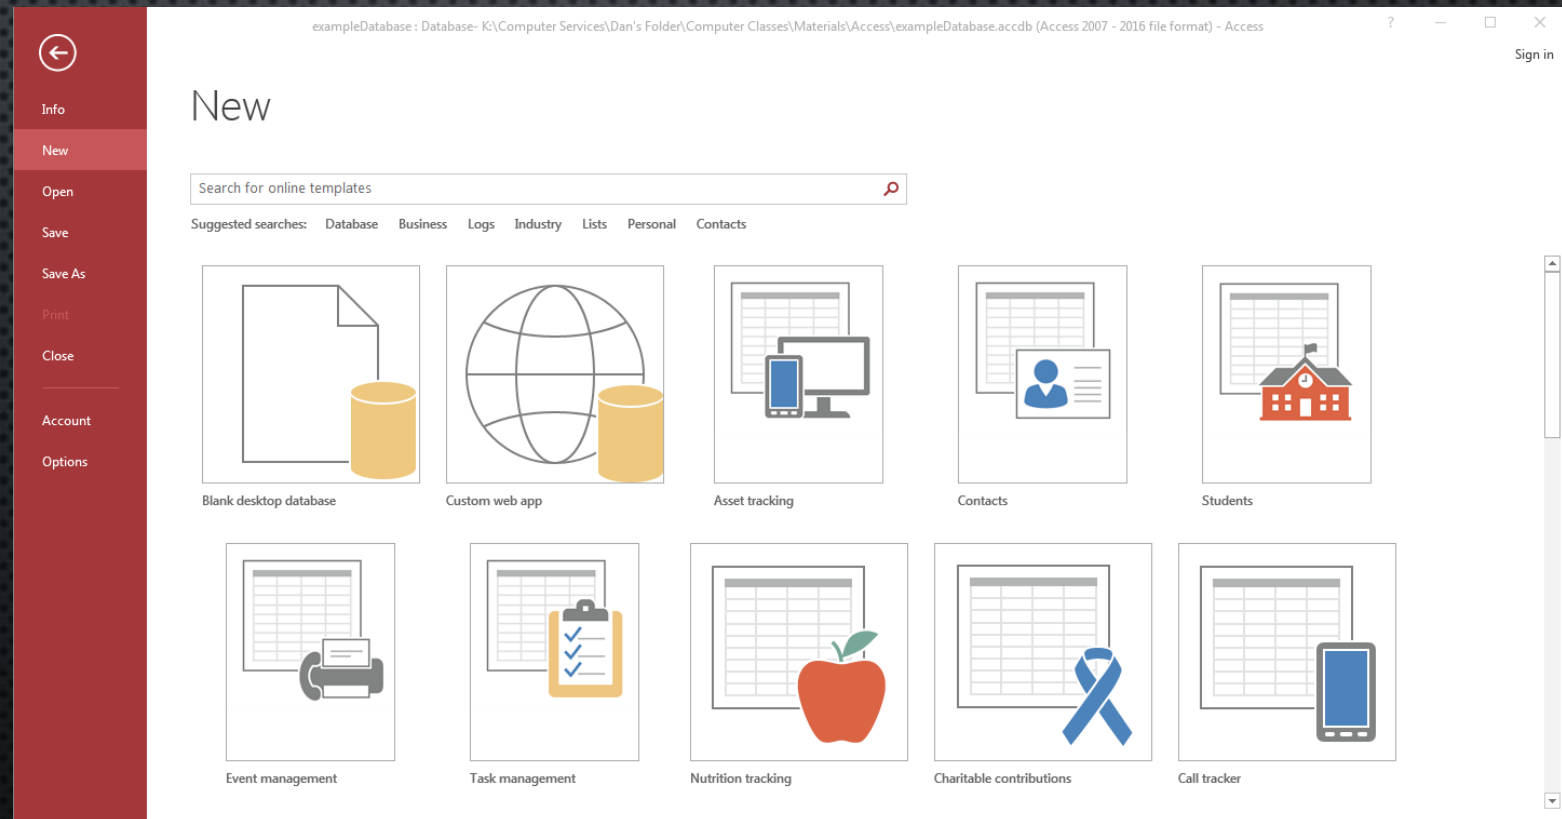 exampleDatabase : Database- K:\Computer Services\Dan's Folder\Computer Classes\Materials\Access\exampleDatabase.accdb (Access 2007 - 2016 file format) - Access
?
Sign in
Info
New
Open
Save
Save As
Print
Close
Account
Options
New
Search for online templates
Suggested searches: Database Business Logs Industry Lists Personal Contacts
Blank desktop database
Custom web app
Asset tracking
Contacts
Students
Event management
Task management
Nutrition tracking
Charitable contributions
Call tracker